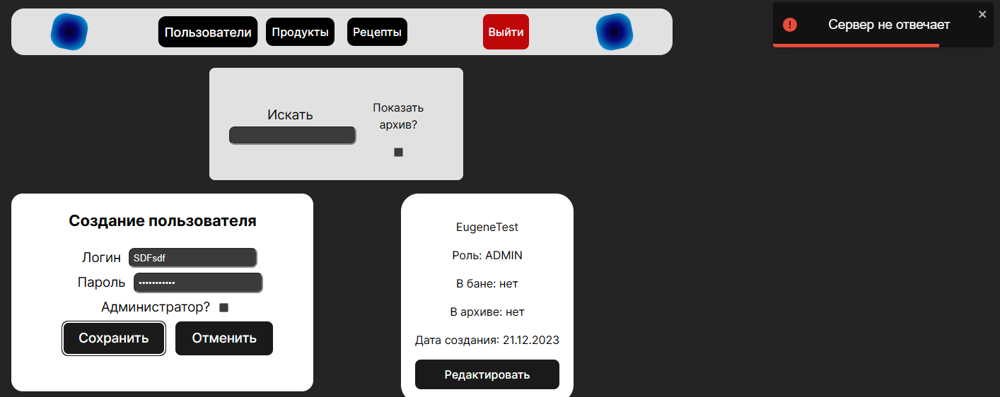 Пользователи
Продукты
Рецепты
Выйти
Сервер не отвечает
Искать
Показать
архив?
Создание пользователя
Логин SDFsdf
Пароль •••••••••••
Администратор?
Сохранить
Отменить
EugeneTest
Роль: ADMIN
В бане: нет
В архиве: нет
Дата создания: 21.12.2023
Редактировать